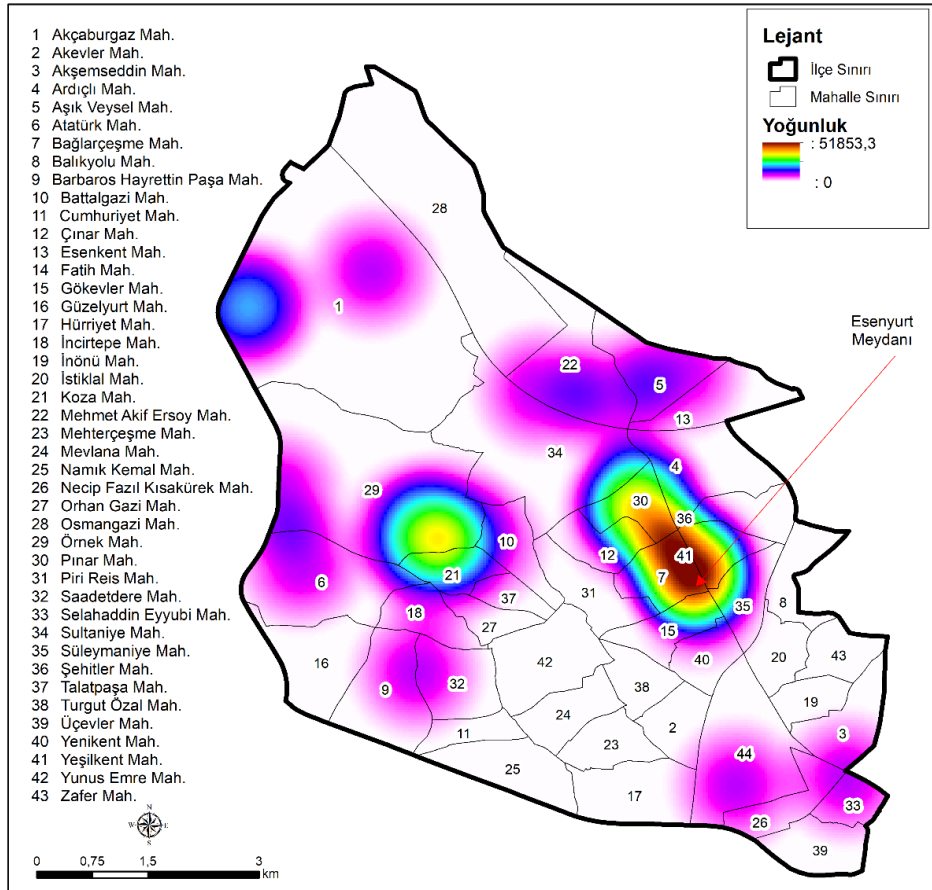 1 Akçaburgaz Mah.
2 Akevler Mah.
3 Akşemseddin Mah.
4 Ardıçlı Mah.
5 Aşık Veysel Mah.
6 Atatürk Mah.
7 Bağlarçeşme Mah.
8 Balıkyolu Mah.
9 Barbaros Hayrettin Paşa Mah.
10 Battalgazi Mah.
11 Cumhuriyet Mah.
12 Çınar Mah.
13 Esenkent Mah.
14 Fatih Mah.
15 Gökevler Mah.
16 Güzelyurt Mah.
17 Hürriyet Mah.
18 İncirtepe Mah.
19 İnönü Mah.
20 İstiklal Mah.
21 Koza Mah.
22 Mehmet Akif Ersoy Mah.
23 Mehterçeşme Mah.
24 Mevlana Mah.
25 Namık Kemal Mah.
26 Necip Fazıl Kısakürek Mah.
27 Orhan Gazi Mah.
28 Osmangazi Mah.
29 Örnek Mah.
30 Pınar Mah.
31 Piri Reis Mah.
32 Saadetdere Mah.
33 Selahaddin Eyyubi Mah.
34 Sultaniye Mah.
35 Süleymaniye Mah.
36 Şehitler Mah.
37 Talatpaşa Mah.
38 Turgut Özal Mah.
39 Üçevler Mah.
40 Yenikent Mah.
41 Yeşilkent Mah.
42 Yunus Emre Mah.
43 Zafer Mah.
Lejant
İlçe Sınırı
Mahalle Sınırı
Yoğunluk
: 51853,3
: 0
Esenyurt
Meydanı
28
1
22
5
13
34
4
29
30
36
10
12
41
7
21
6
37
31
35
8
18
27
15
16
9
32
42
40
20
43
38
19
24
11
2
3
23
44
25
17
33
26
39
N
W E
S
0 0,75 1,5 3
km